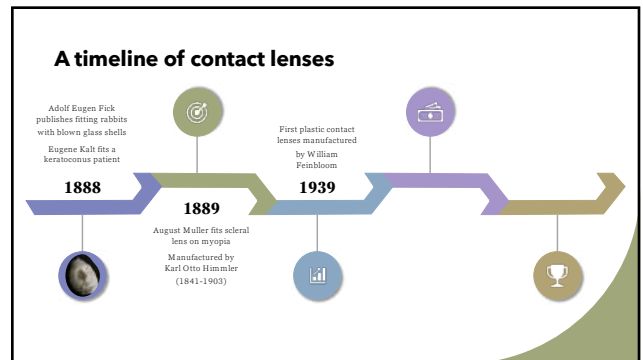 A timeline of contact lenses
Adolf Eugen Fick
publishes fitting rabbits
with blown glass shells
Eugene Kalt fits a
keratoconus patient
1888
1889
August Muller fits scleral
lens on myopia
Manufactured by
Karl Otto Himmler
(1841-1903)
First plastic contact
lenses manufactured
by William
Feinbloom
1939